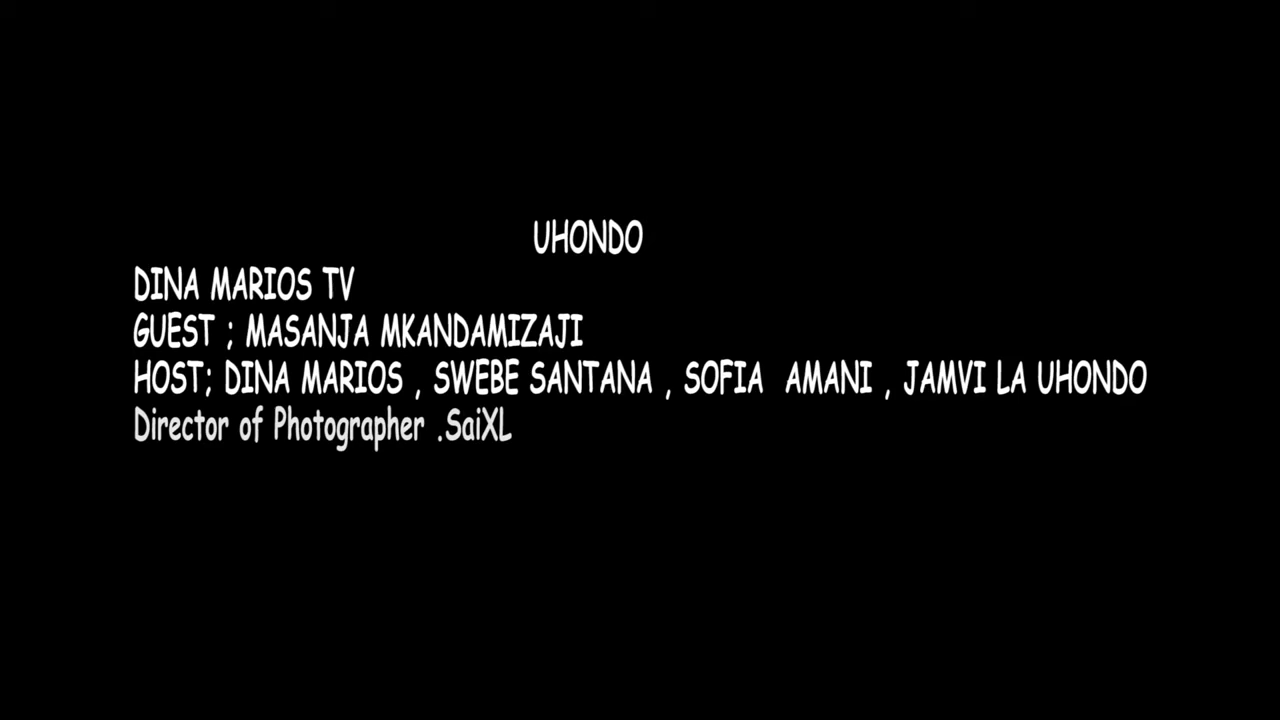 UHONDO
DINA MARIOS TV
GUEST ; MASANJA MKANDAMIZAJI
HOST; DINA MARIOS , SWEBE SANTANA , SOFIA  AMANI , JAMVI LA UHONDO
Director of Photographer .SaiXL